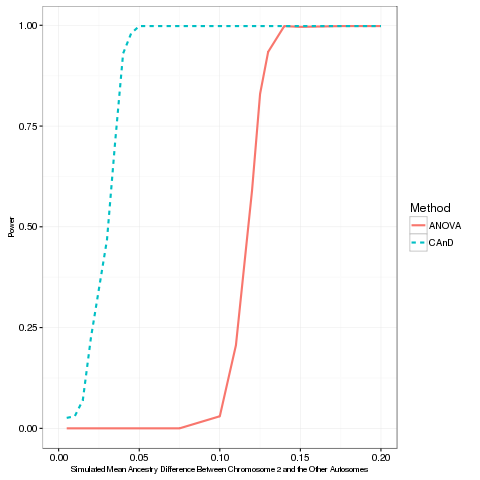 1.00
0.75
0.50
0.25
0.00
Power
0.00 0.05 0.10 0.15 0.20
Simulated Mean Ancestry Difference Between Chromosome 2 and the Other Autosomes
Method
ANOVA
CAnD